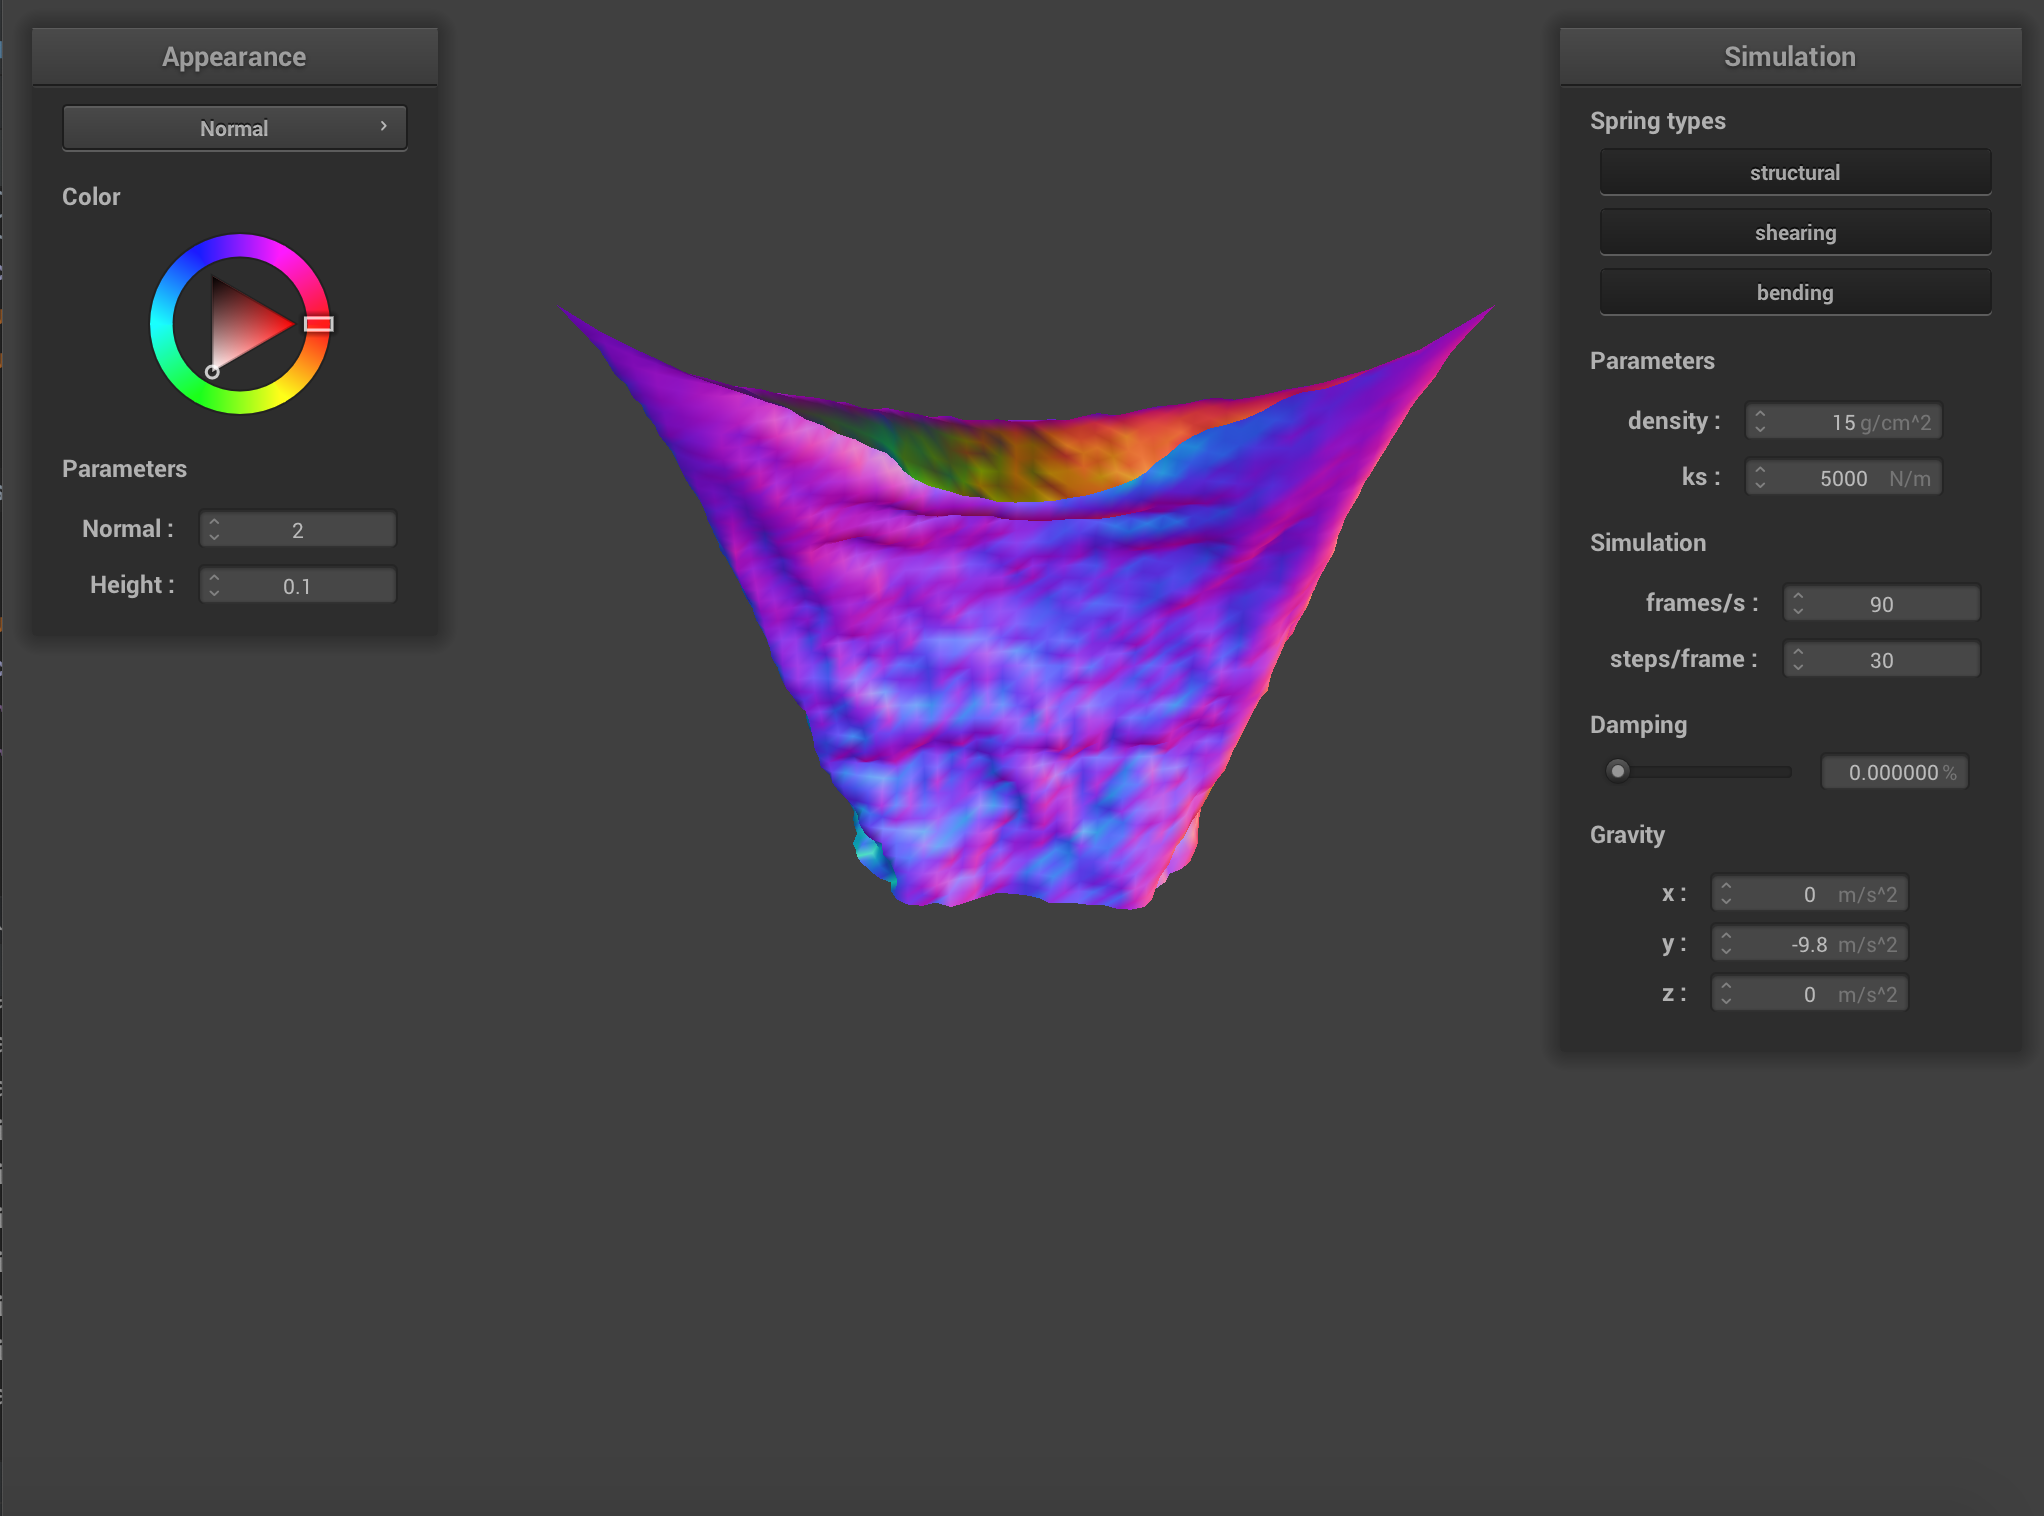 Appearance
Normal
Color
Parameters
Normal : 2
Height : 0.1
Simulation
Spring types
structural
shearing
bending
Parameters
density : 15 g/cm^2
ks : 5000 N/m
Simulation
frames/s : 90
steps/frame : 30
Damping
0.000000 %
Gravity
x : 0 m/s^2
y : -9.8 m/s^2
z : 0 m/s^2